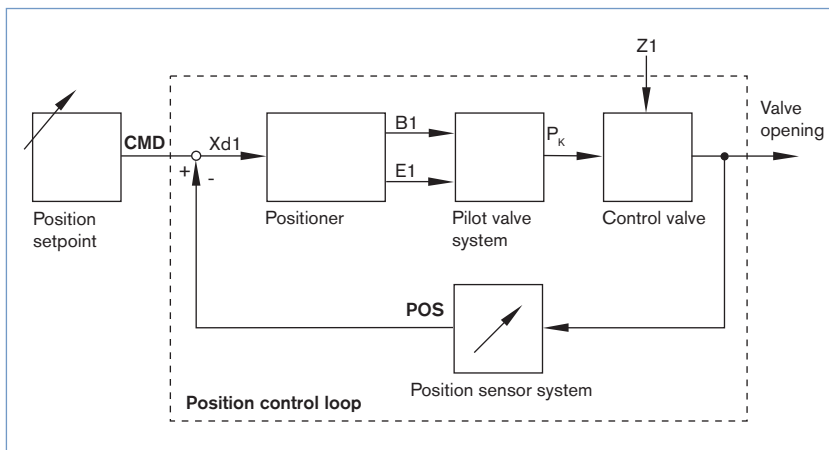 Z1
Valve
opening
CMD
Xd1
B1
E1
P_K
+
-
Position
setpoint
Positioner
Pilot valve
system
Control valve
POS
Position sensor system
Position control loop